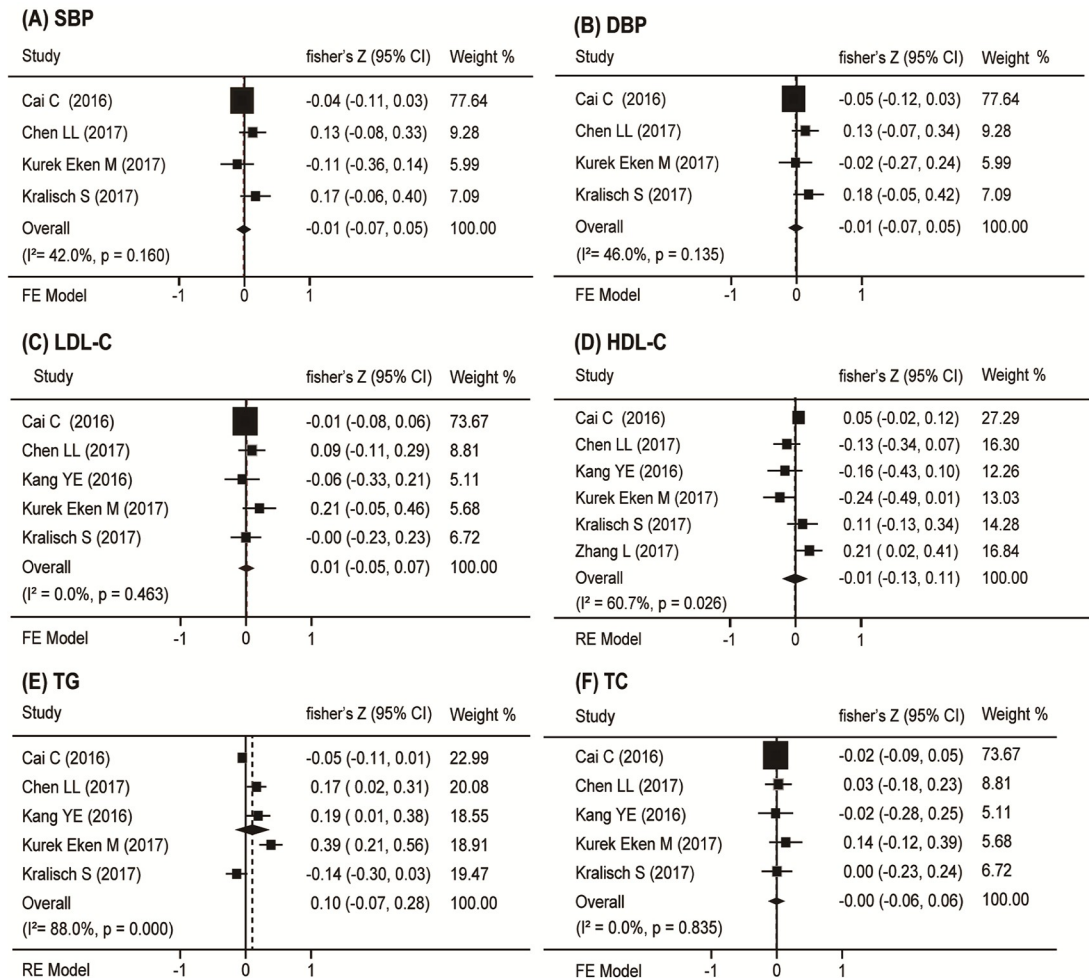 (A) SBP
Study fisher's Z (95% CI) Weight %
Cai C (2016) -0.04 (-0.11, 0.03) 77.64
Chen LL (2017) 0.13 (-0.08, 0.33) 9.28
Kurek Eken M (2017) -0.11 (-0.36, 0.14) 5.99
Kralisch S (2017) 0.17 (-0.06, 0.40) 7.09
Overall -0.01 (-0.07, 0.05) 100.00
(I²= 42.0%, p = 0.160)
FE Model -1 0 1
(B) DBP
Study fisher's Z (95% CI) Weight %
Cai C (2016) -0.05 (-0.12, 0.03) 77.64
Chen LL (2017) 0.13 (-0.07, 0.34) 9.28
Kurek Eken M (2017) -0.02 (-0.27, 0.24) 5.99
Kralisch S (2017) 0.18 (-0.05, 0.42) 7.09
Overall -0.01 (-0.07, 0.05) 100.00
(I²= 46.0%, p = 0.135)
FE Model -1 0 1
(C) LDL-C
Study fisher's Z (95% CI) Weight %
Cai C (2016) -0.01 (-0.08, 0.06) 73.67
Chen LL (2017) 0.09 (-0.11, 0.29) 8.81
Kang YE (2016) -0.06 (-0.33, 0.21) 5.11
Kurek Eken M (2017) 0.21 (-0.05, 0.46) 5.68
Kralisch S (2017) -0.00 (-0.23, 0.23) 6.72
Overall 0.01 (-0.05, 0.07) 100.00
(I² = 0.0%, p = 0.463)
FE Model -1 0 1
(D) HDL-C
Study fisher's Z (95% CI) Weight %
Cai C (2016) 0.05 (-0.02, 0.12) 27.29
Chen LL (2017) -0.13 (-0.34, 0.07) 16.30
Kang YE (2016) -0.16 (-0.43, 0.10) 12.26
Kurek Eken M (2017) -0.24 (-0.49, 0.01) 13.03
Kralisch S (2017) 0.11 (-0.13, 0.34) 14.28
Zhang L (2017) 0.21 ( 0.02, 0.41) 16.84
Overall -0.01 (-0.13, 0.11) 100.00
(I² = 60.7%, p = 0.026)
RE Model -1 0 1
(E) TG
Study fisher's Z (95% CI) Weight %
Cai C (2016) -0.05 (-0.11, 0.01) 22.99
Chen LL (2017) 0.17 ( 0.02, 0.31) 20.08
Kang YE (2016) 0.19 ( 0.01, 0.38) 18.55
Kurek Eken M (2017) 0.39 ( 0.21, 0.56) 18.91
Kralisch S (2017) -0.14 (-0.30, 0.03) 19.47
Overall 0.10 (-0.07, 0.28) 100.00
(I²= 88.0%, p = 0.000)
RE Model -1 0 1
(F) TC
Study fisher's Z (95% CI) Weight %
Cai C (2016) -0.02 (-0.09, 0.05) 73.67
Chen LL (2017) 0.03 (-0.18, 0.23) 8.81
Kang YE (2016) -0.02 (-0.28, 0.25) 5.11
Kurek Eken M (2017) 0.14 (-0.12, 0.39) 5.68
Kralisch S (2017) 0.00 (-0.23, 0.24) 6.72
Overall -0.00 (-0.06, 0.06) 100.00
(I² = 0.0%, p = 0.835)
FE Model -1 0 1